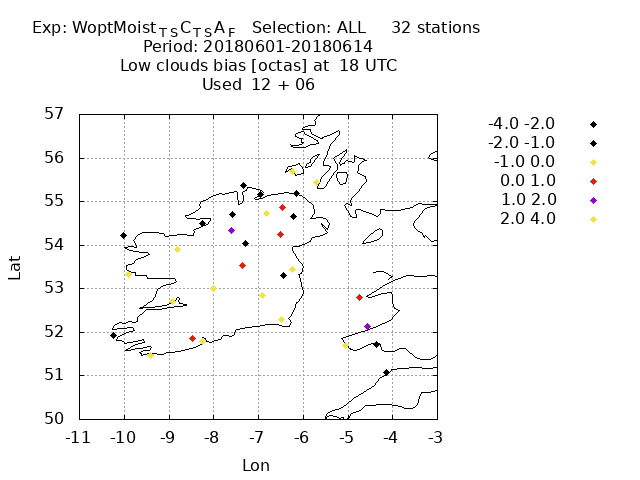 Exp: WoptMoist_TS C_TS A_F   Selection: ALL     32 stations
Period: 20180601-20180614
Low clouds bias [octas] at  18 UTC
Used  12 + 06
57
56
55
54
53
52
51
50
-11 -10 -9 -8 -7 -6 -5 -4 -3
Lat
Lon
-4.0 -2.0
-2.0 -1.0
-1.0 0.0
0.0 1.0
1.0 2.0
2.0 4.0